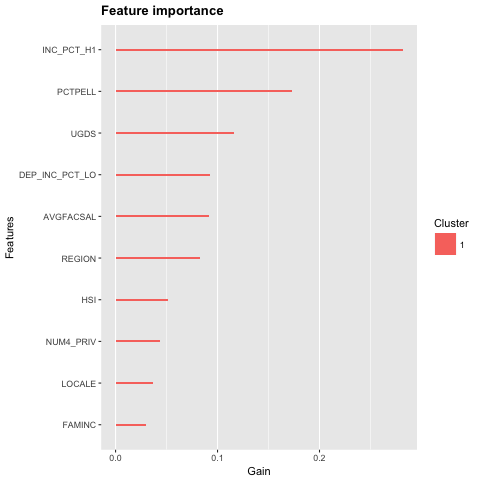 Feature importance
INC_PCT_H1
PCTPELL
UGDS
DEP_INC_PCT_LO
AVGFACSAL
REGION
HSI
NUM4_PRIV
LOCALE
FAMINC
Features
0.0 0.1 0.2
Gain
Cluster
1